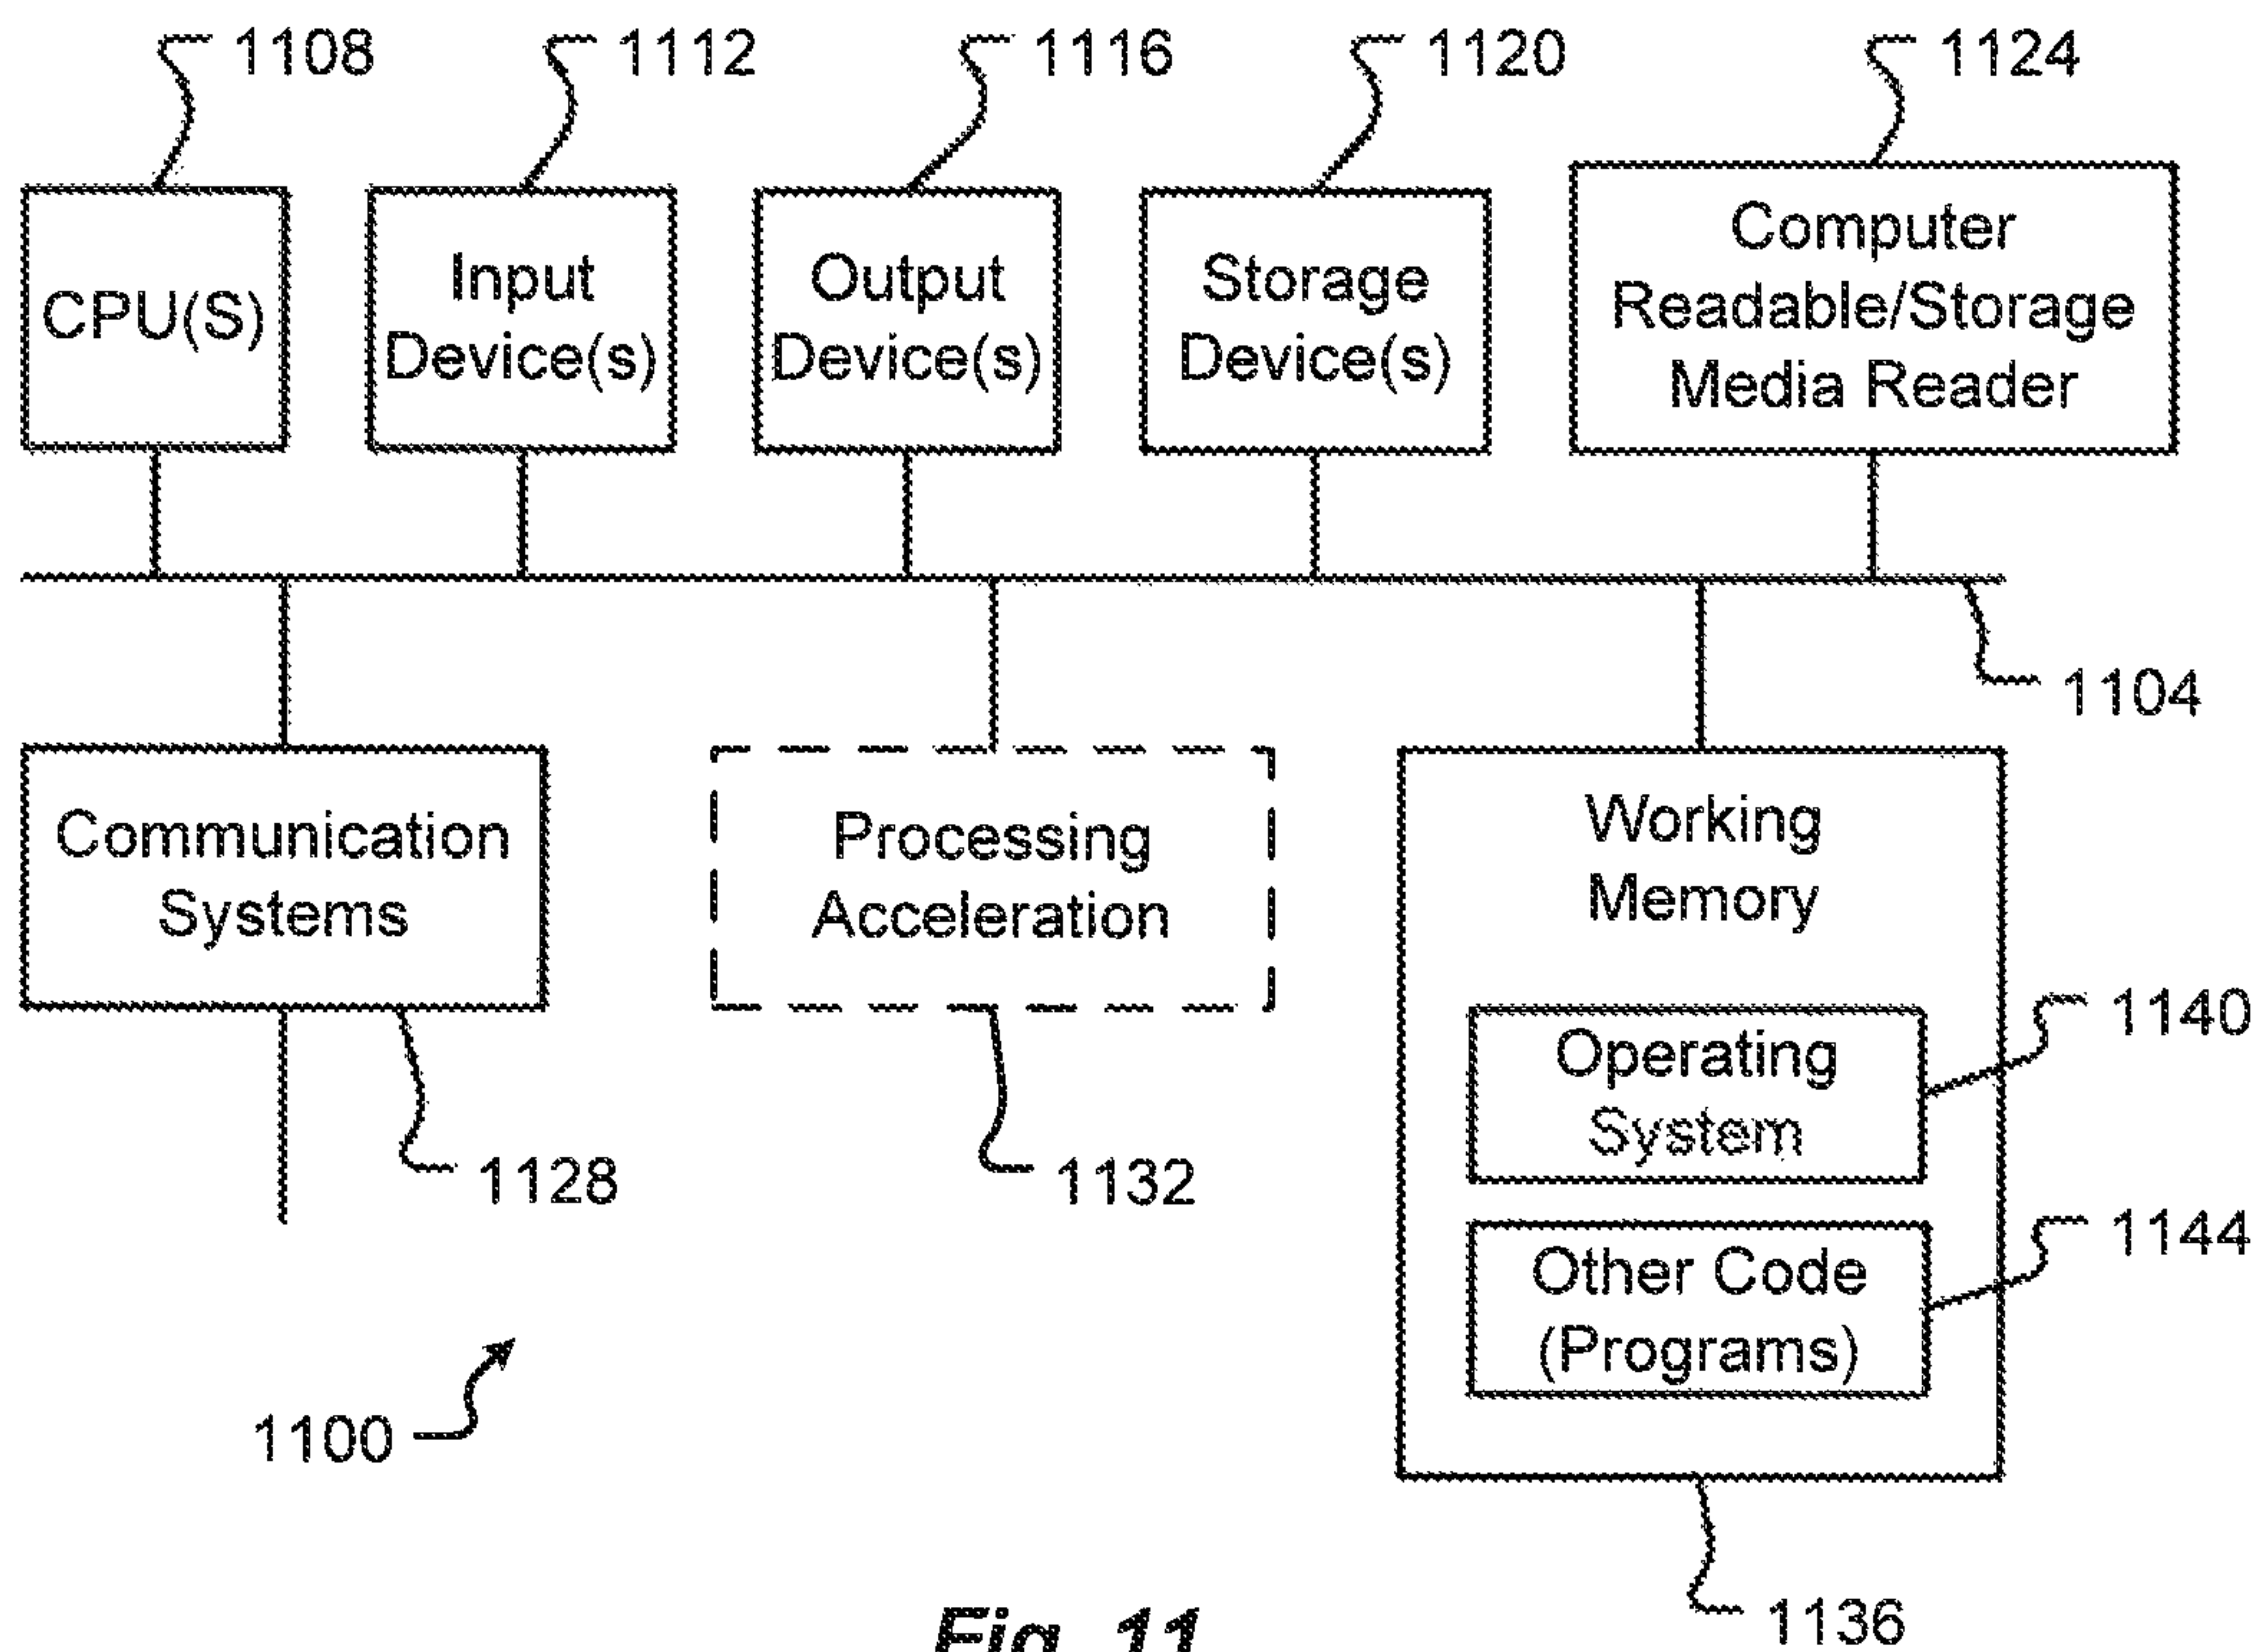 1108
1112
1116
1120
1124
CPU(S)
Input
Device(s)
Output
Device(s)
Storage
Device(s)
Computer
Readable/Storage
Media Reader
1104
Communication
Systems
Processing
Acceleration
Working
Memory
Operating
System
1140
Other Code
(Programs)
1144
1128
1132
1100
1136
Fig. 11